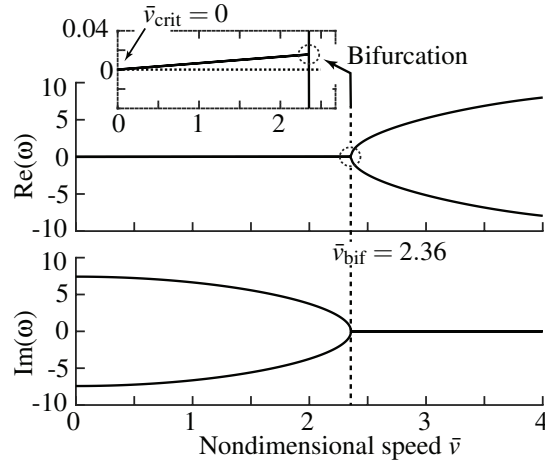 v̄crit = 0
0.04
0
0 1 2
Bifurcation
10
5
0
-5
-10
Re(ω)
v̄bif = 2.36
10
5
0
-5
-10
Im(ω)
0 1 2 3 4
Nondimensional speed v̄